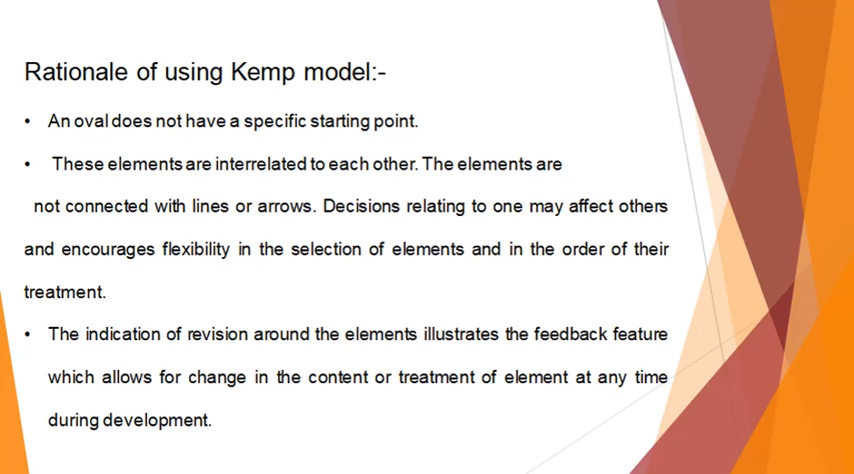 Rationale of using Kemp model:-
• An oval does not have a specific starting point.
• These elements are interrelated to each other. The elements are
not connected with lines or arrows. Decisions relating to one may affect others
and encourages flexibility in the selection of elements and in the order of their
treatment.
• The indication of revision around the elements illustrates the feedback feature
which allows for change in the content or treatment of element at any time
during development.